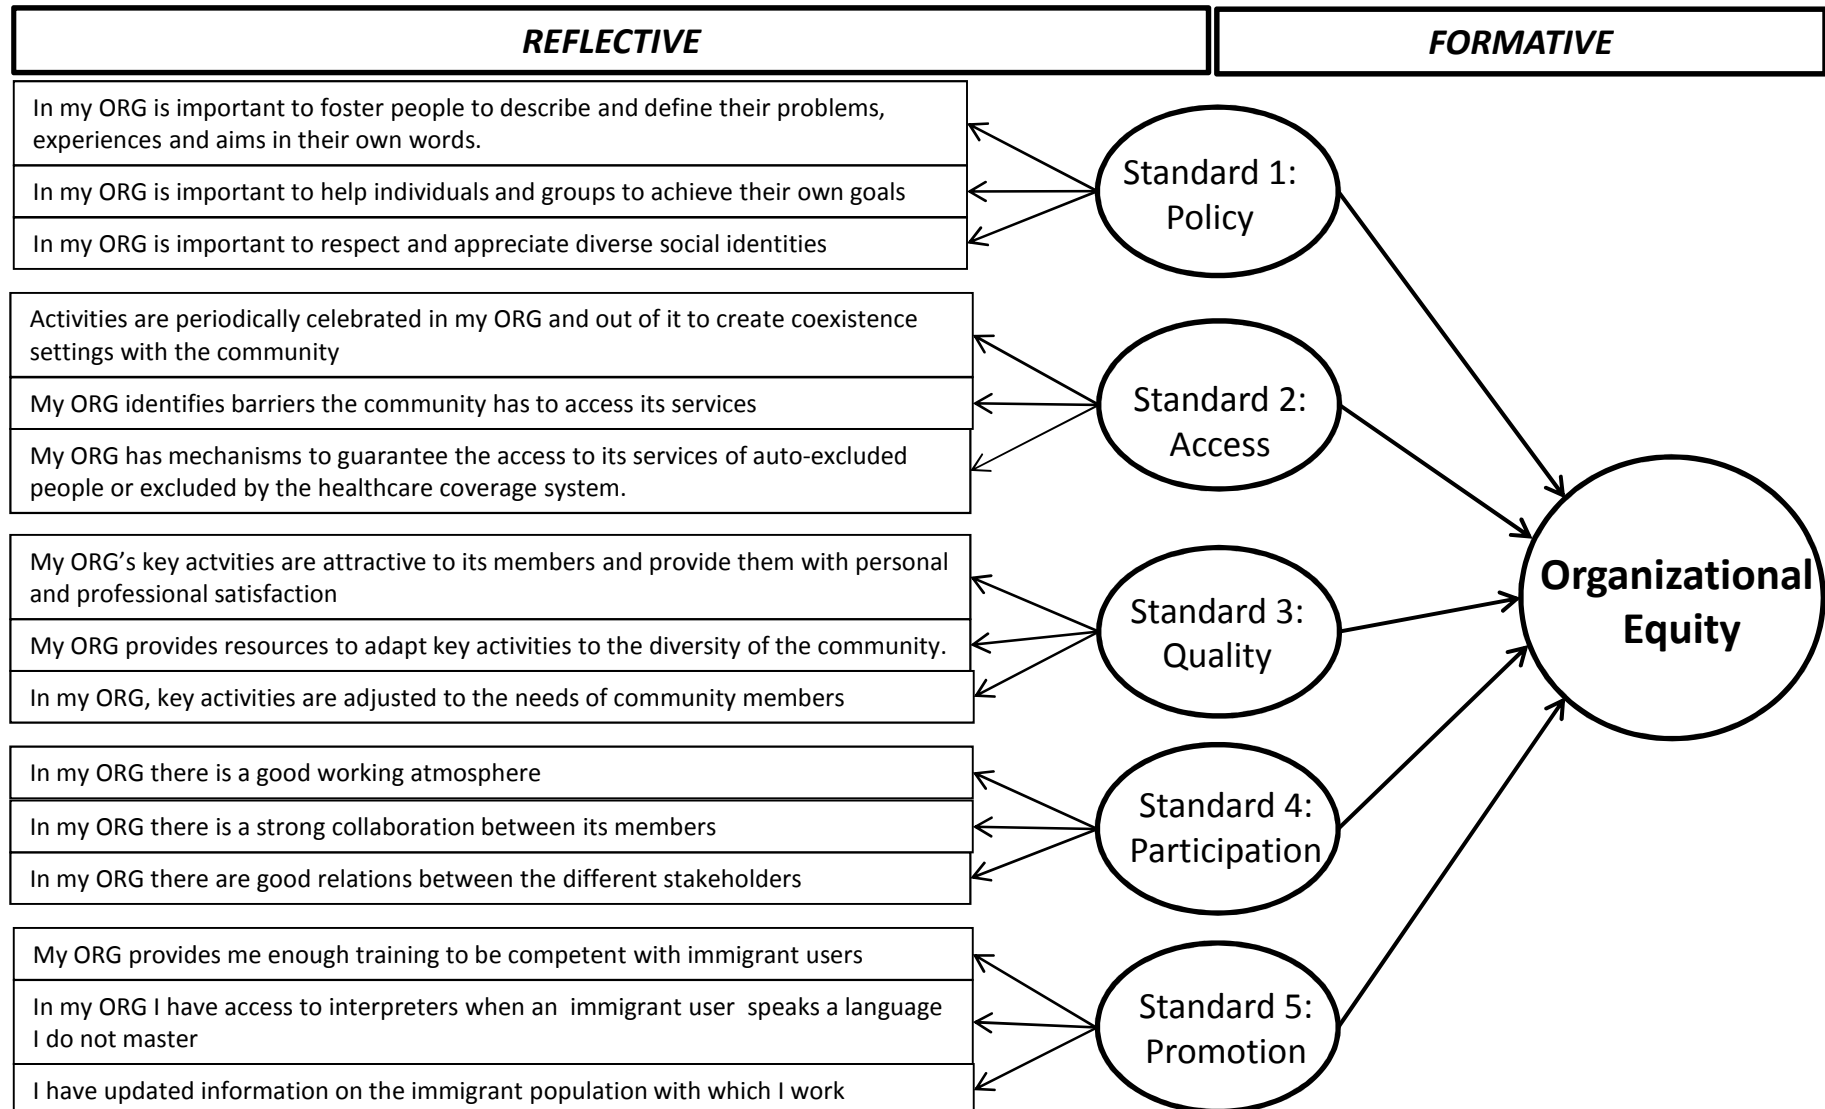 REFLECTIVE
FORMATIVE
In my ORG is important to foster people to describe and define their problems,
experiences and aims in their own words.
In my ORG is important to help individuals and groups to achieve their own goals
In my ORG is important to respect and appreciate diverse social identities
Standard 1:
Policy
Activities are periodically celebrated in my ORG and out of it to create coexistence
settings with the community
My ORG identifies barriers the community has to access its services
My ORG has mechanisms to guarantee the access to its services of auto-excluded
people or excluded by the healthcare coverage system.
Standard 2:
Access
My ORG’s key actvities are attractive to its members and provide them with personal
and professional satisfaction
My ORG provides resources to adapt key activities to the diversity of the community.
In my ORG, key activities are adjusted to the needs of community members
Standard 3:
Quality
In my ORG there is a good working atmosphere
In my ORG there is a strong collaboration between its members
In my ORG there are good relations between the different stakeholders
Standard 4:
Participation
My ORG provides me enough training to be competent with immigrant users
In my ORG I have access to interpreters when an  immigrant user  speaks a language
I do not master
I have updated information on the immigrant population with which I work
Standard 5:
Promotion
Organizational
Equity